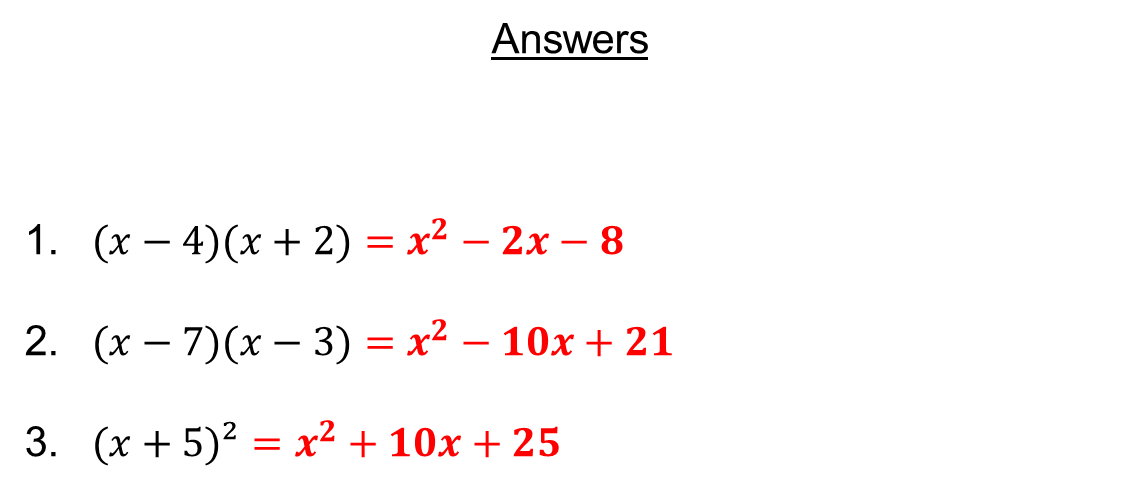 Answers
1. (x − 4)(x + 2) = x² − 2x − 8
2. (x − 7)(x − 3) = x² − 10x + 21
3. (x + 5)² = x² + 10x + 25